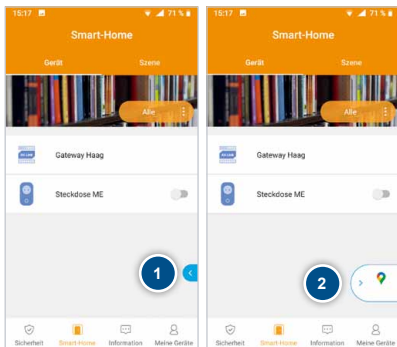 15:17
71 %
Smart-Home
Gerät Szene
Alle
Gateway Haag
Steckdose ME
1
Sicherheit Smart-Home Information Meine Geräte
15:17
71 %
Smart-Home
Gerät Szene
Alle
Gateway Haag
Steckdose ME
2
Sicherheit Smart-Home Information Meine Geräte